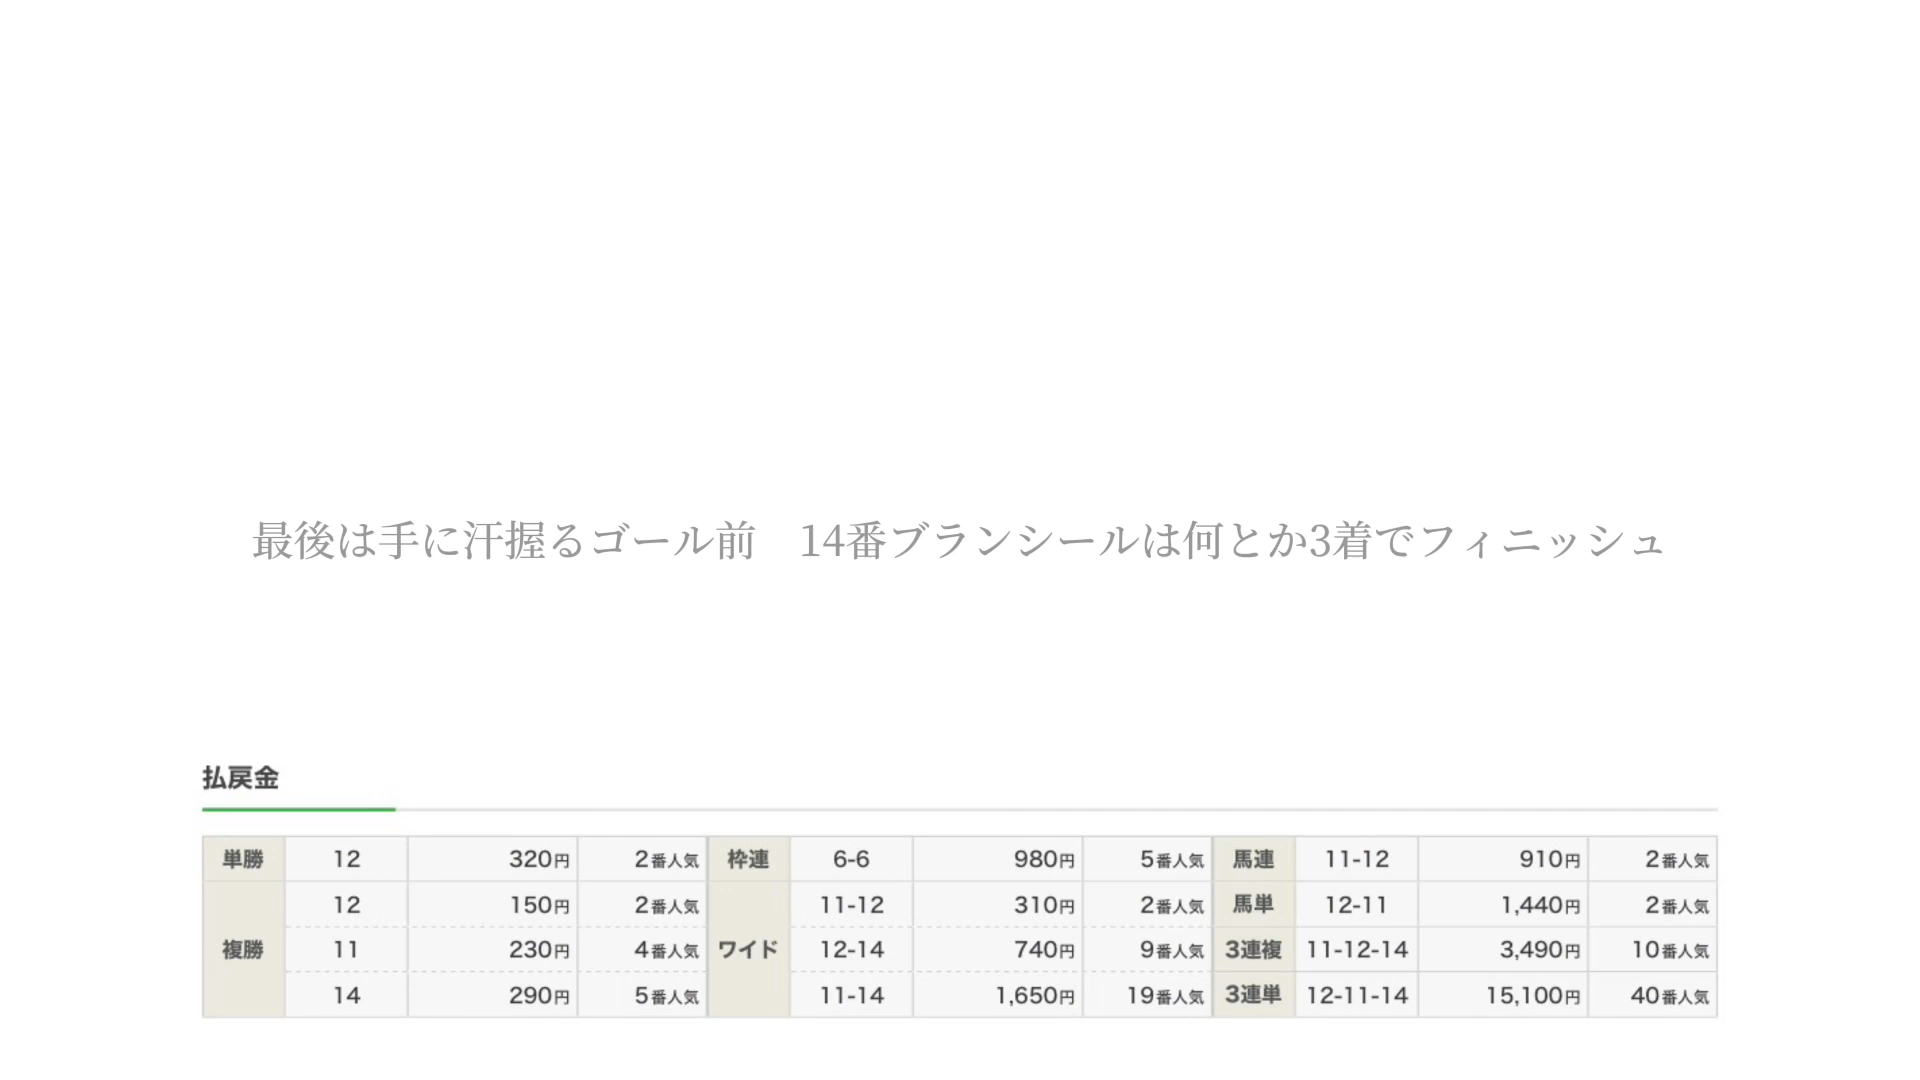 最後は手に汗握るゴール前　14番ブランシールは何とか3着でフィニッシュ
払戻金
単勝 12 320円 2番人気 枠連 6-6 980円 5番人気 馬連 11-12 910円 2番人気
複勝 12 150円 2番人気 ワイド 11-12 310円 2番人気 馬単 12-11 1,440円 2番人気
11 230円 4番人気 12-14 740円 9番人気 3連複 11-12-14 3,490円 10番人気
14 290円 5番人気 11-14 1,650円 19番人気 3連単 12-11-14 15,100円 40番人気